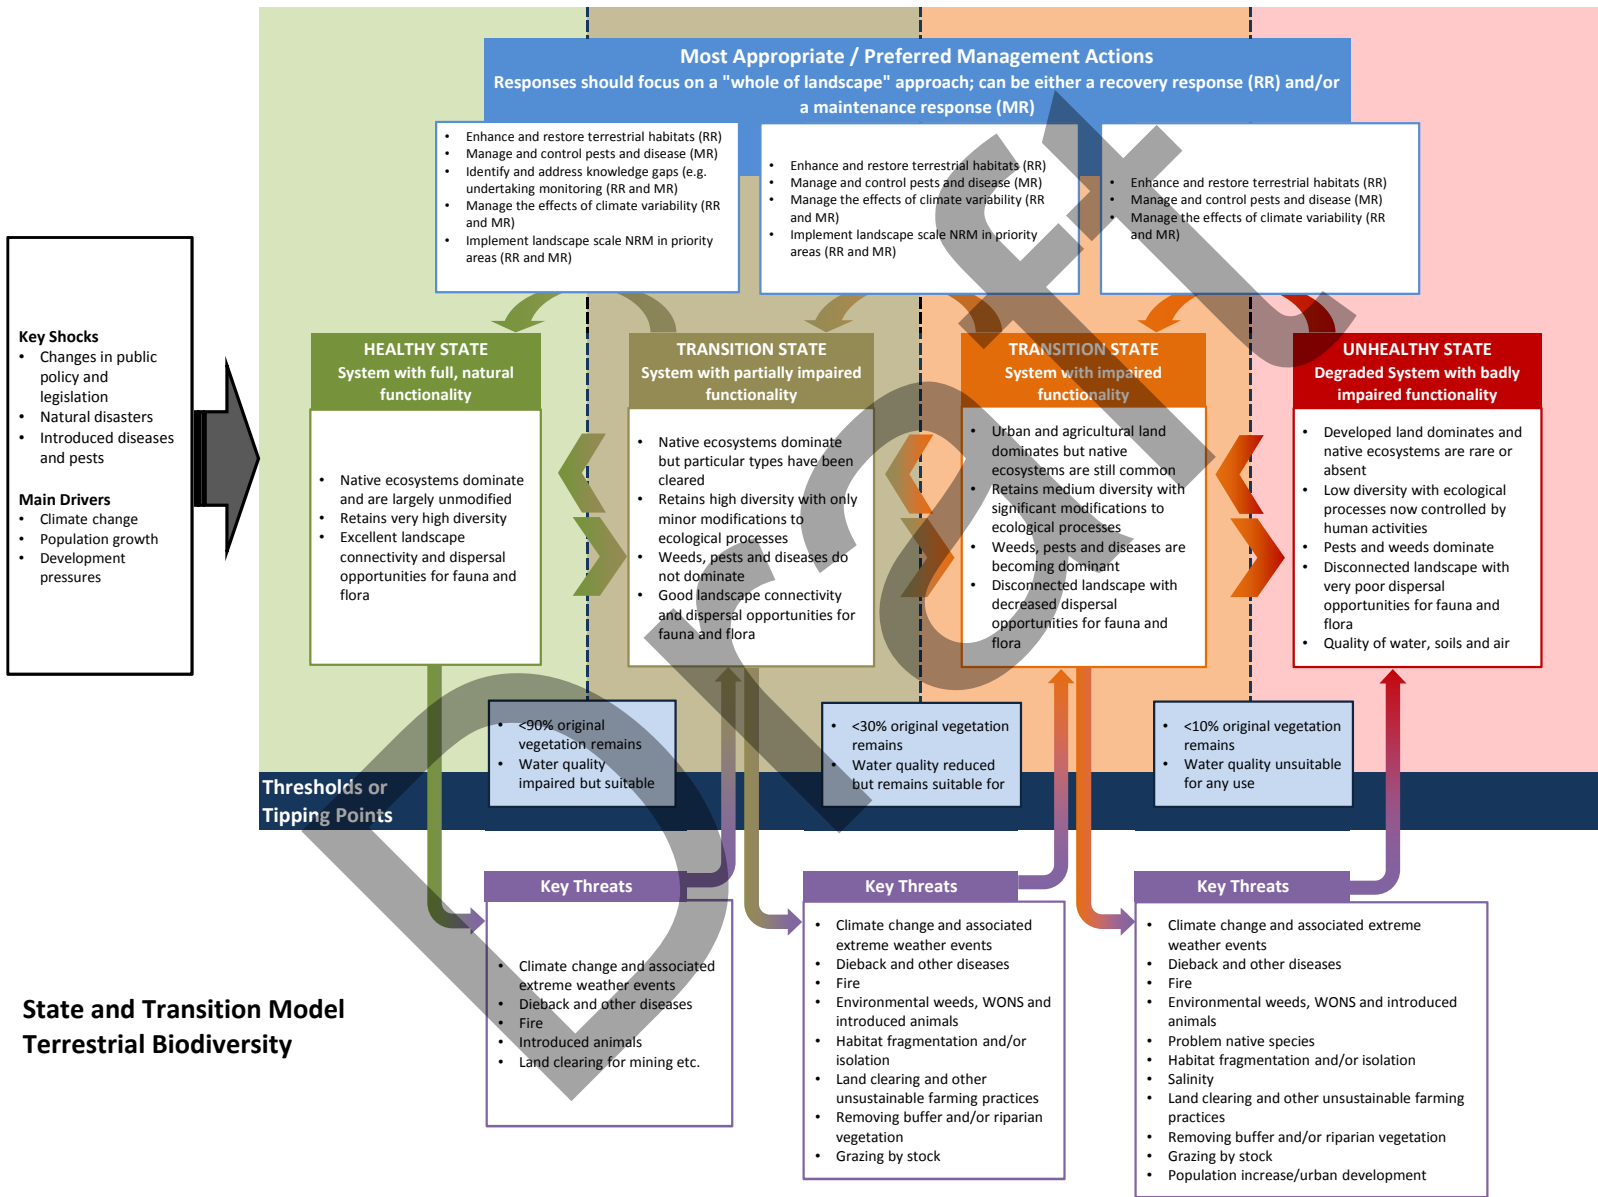 Most Appropriate / Preferred Management Actions
Responses should focus on a "whole of landscape" approach; can be either a recovery response (RR) and/or
a maintenance response (MR)
• Enhance and restore terrestrial habitats (RR)
• Manage and control pests and disease (MR)
• Identify and address knowledge gaps (e.g.
undertaking monitoring (RR and MR)
• Manage the effects of climate variability (RR
and MR)
• Implement landscape scale NRM in priority
areas (RR and MR)
• Enhance and restore terrestrial habitats (RR)
• Manage and control pests and disease (MR)
• Manage the effects of climate variability (RR
and MR)
• Implement landscape scale NRM in priority
areas (RR and MR)
• Enhance and restore terrestrial habitats (RR)
• Manage and control pests and disease (MR)
• Manage the effects of climate variability (RR
and MR)
Key Shocks
• Changes in public
policy and
legislation
• Natural disasters
• Introduced diseases
and pests
Main Drivers
• Climate change
• Population growth
• Development
pressures
HEALTHY STATE
System with full, natural
functionality
• Native ecosystems dominate
and are largely unmodified
• Retains very high diversity
• Excellent landscape
connectivity and dispersal
opportunities for fauna and
flora
TRANSITION STATE
System with partially impaired
functionality
• Native ecosystems dominate
but particular types have been
cleared
• Retains high diversity with only
minor modifications to
ecological processes
• Weeds, pests and diseases do
not dominate
• Good landscape connectivity
and dispersal opportunities for
fauna and flora
TRANSITION STATE
System with impaired
functionality
• Urban and agricultural land
dominates but native
ecosystems are still common
• Retains medium diversity with
significant modifications to
ecological processes
• Weeds, pests and diseases are
becoming dominant
• Disconnected landscape with
decreased dispersal
opportunities for fauna and
flora
UNHEALTHY STATE
Degraded System with badly
impaired functionality
• Developed land dominates and
native ecosystems are rare or
absent
• Low diversity with ecological
processes now controlled by
human activities
• Pests and weeds dominate
• Disconnected landscape with
very poor dispersal
opportunities for fauna and
flora
• Quality of water, soils and air
• <90% original
vegetation remains
• Water quality
impaired but suitable
• <30% original vegetation
remains
• Water quality reduced
but remains suitable for
• <10% original vegetation
remains
• Water quality unsuitable
for any use
Thresholds or
Tipping Points
Key Threats
• Climate change and associated
extreme weather events
• Dieback and other diseases
• Fire
• Introduced animals
• Land clearing for mining etc.
Key Threats
• Climate change and associated
extreme weather events
• Dieback and other diseases
• Fire
• Environmental weeds, WONS and
introduced animals
• Habitat fragmentation and/or
isolation
• Land clearing and other
unsustainable farming practices
• Removing buffer and/or riparian
vegetation
• Grazing by stock
Key Threats
• Climate change and associated extreme
weather events
• Dieback and other diseases
• Fire
• Environmental weeds, WONS and introduced
animals
• Problem native species
• Habitat fragmentation and/or isolation
• Salinity
• Land clearing and other unsustainable farming
practices
• Removing buffer and/or riparian vegetation
• Grazing by stock
• Population increase/urban development
State and Transition Model
Terrestrial Biodiversity
Draft